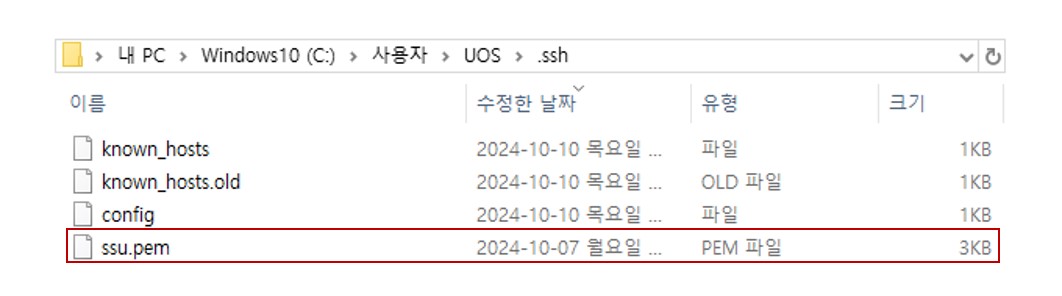 내 PC > Windows10 (C:) > 사용자 > UOS > .ssh
이름 수정한 날짜 유형 크기
known_hosts 2024-10-10 목요일 ... 파일 1KB
known_hosts.old 2024-10-10 목요일 ... OLD 파일 1KB
config 2024-10-10 목요일 ... 파일 1KB
ssu.pem 2024-10-07 월요일 ... PEM 파일 3KB